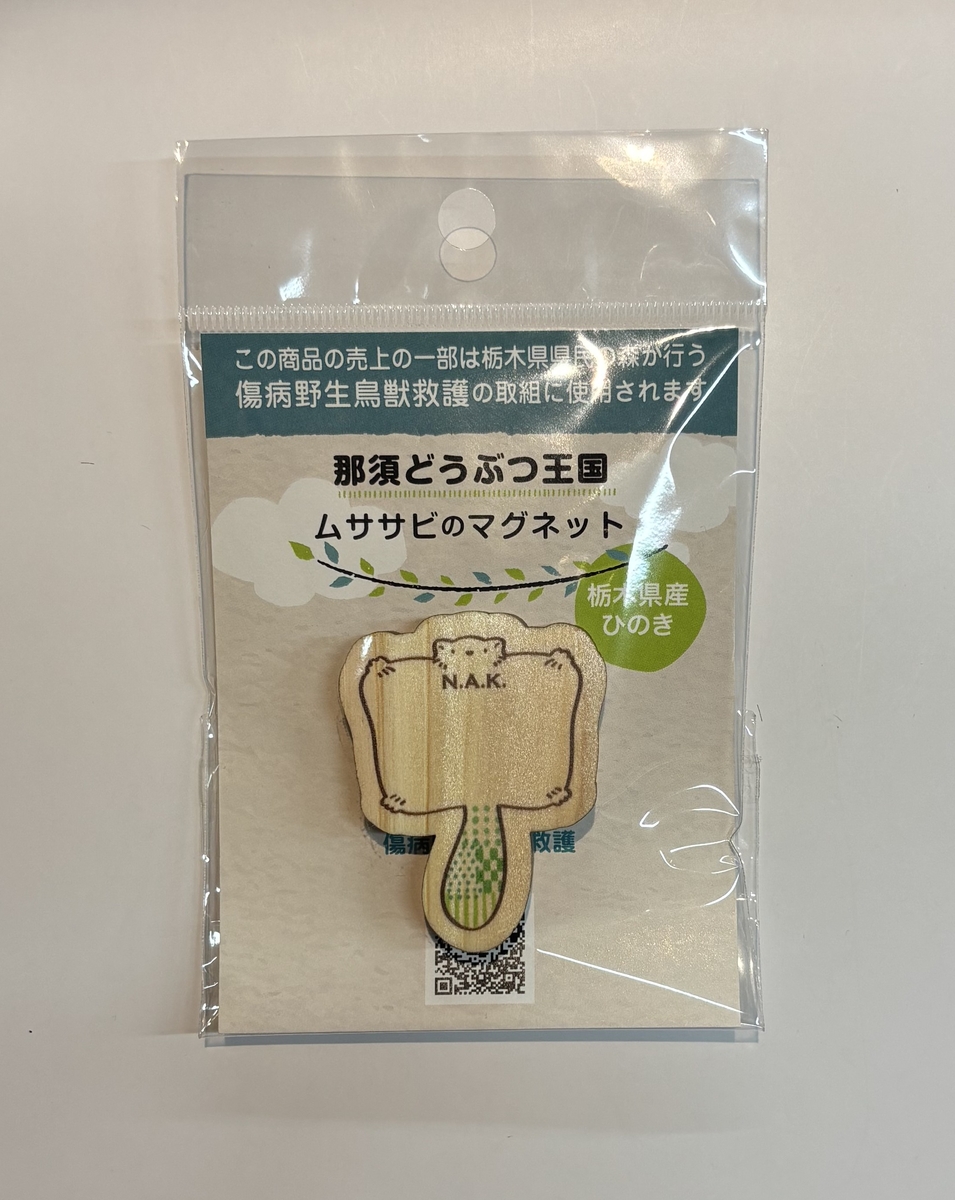 この商品の売上の一部は栃木県県民の森が行う
傷病野生鳥獣救護の取組に使用されます
那須どうぶつ王国
ムササビのマグネット
栃木県産
ひのき
N.A.K.
傷病 救護